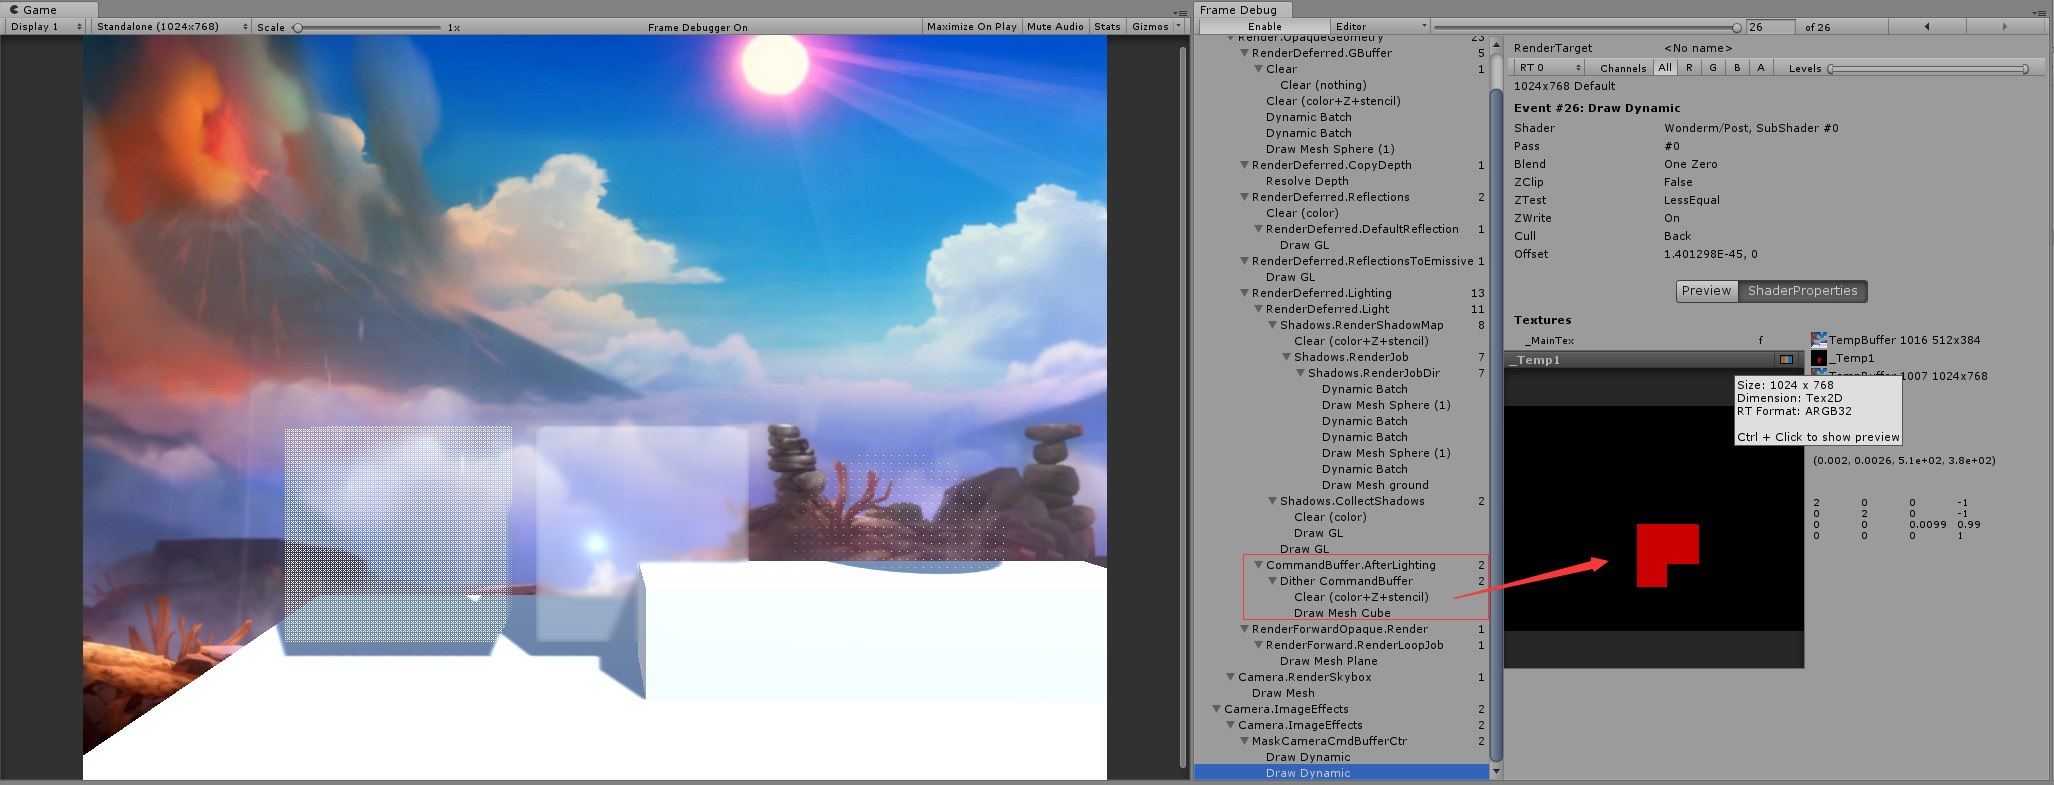 Game
Display 1
Standalone (1024x768)
Scale
1x
Frame Debugger On
Maximize On Play
Mute Audio
Stats
Gizmos
Frame Debug
Enable
Editor
26
of 26
Render.OpaqueGeometry 23
RenderDeferred.GBuffer 5
Clear 1
Clear (nothing)
Clear (color+Z+stencil)
Dynamic Batch
Dynamic Batch
Draw Mesh Sphere (1)
RenderDeferred.CopyDepth 1
Resolve Depth
RenderDeferred.Reflections 2
Clear (color)
RenderDeferred.DefaultReflection 1
Draw GL
RenderDeferred.ReflectionsToEmissive 1
Draw GL
RenderDeferred.Lighting 13
RenderDeferred.Light 11
Shadows.RenderShadowMap 8
Clear (color+Z+stencil)
Shadows.RenderJob 7
Shadows.RenderJobDir 7
Dynamic Batch
Draw Mesh Sphere (1)
Dynamic Batch
Dynamic Batch
Draw Mesh Sphere (1)
Dynamic Batch
Draw Mesh ground
Shadows.CollectShadows 2
Clear (color)
Draw GL
Draw GL
CommandBuffer.AfterLighting 2
Dither CommandBuffer 2
Clear (color+Z+stencil)
Draw Mesh Cube
RenderForwardOpaque.Render 1
RenderForward.RenderLoopJob 1
Draw Mesh Plane
Camera.RenderSkybox 1
Draw Mesh
Camera.ImageEffects 2
Camera.ImageEffects 2
MaskCameraCmdBufferCtr 2
Draw Dynamic
Draw Dynamic
RenderTarget <No name>
RT 0
Channels
All
R
G
B
A
Levels
1024x768 Default
Event #26: Draw Dynamic
Shader Wonderm/Post, SubShader #0
Pass #0
Blend One Zero
ZClip False
ZTest LessEqual
ZWrite On
Cull Back
Offset 1.401298E-45, 0
Preview
ShaderProperties
Textures
_MainTex f TempBuffer 1016 512x384
_Temp1 _Temp1
TempBuffer 1007 1024x768
Size: 1024 x 768
Dimension: Tex2D
RT Format: ARGB32
Ctrl + Click to show preview
(0.002, 0.0026, 5.1e+02, 3.8e+02)
2 0 0 -1
0 2 0 -1
0 0 0.0099 0.99
0 0 0 1